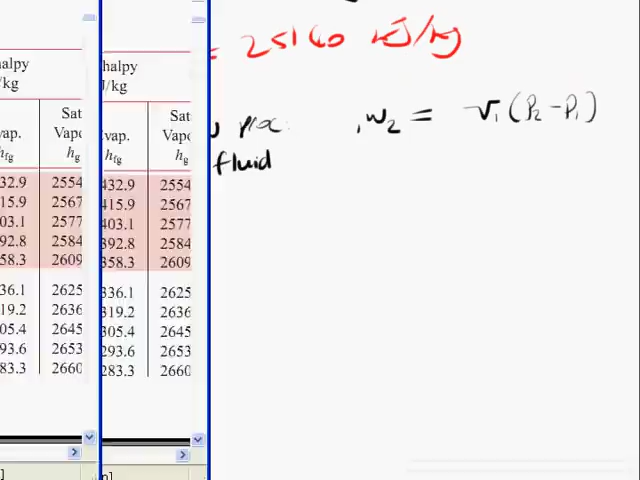 = 25140 kJ/kg
₁w₂ = v₁(P₂-P₁)
fluid
halpy halpy
/kg J/kg
Sat Sat
vap. Vapo vap. Vapo
hfg hg hfg hg
432.9 2554 432.9 2554
415.9 2567 415.9 2567
403.1 2577 403.1 2577
392.8 2584 392.8 2584
358.3 2609 358.3 2609
336.1 2625 336.1 2625
319.2 2636 319.2 2636
305.4 2645 305.4 2645
293.6 2653 293.6 2653
283.3 2660 283.3 2660